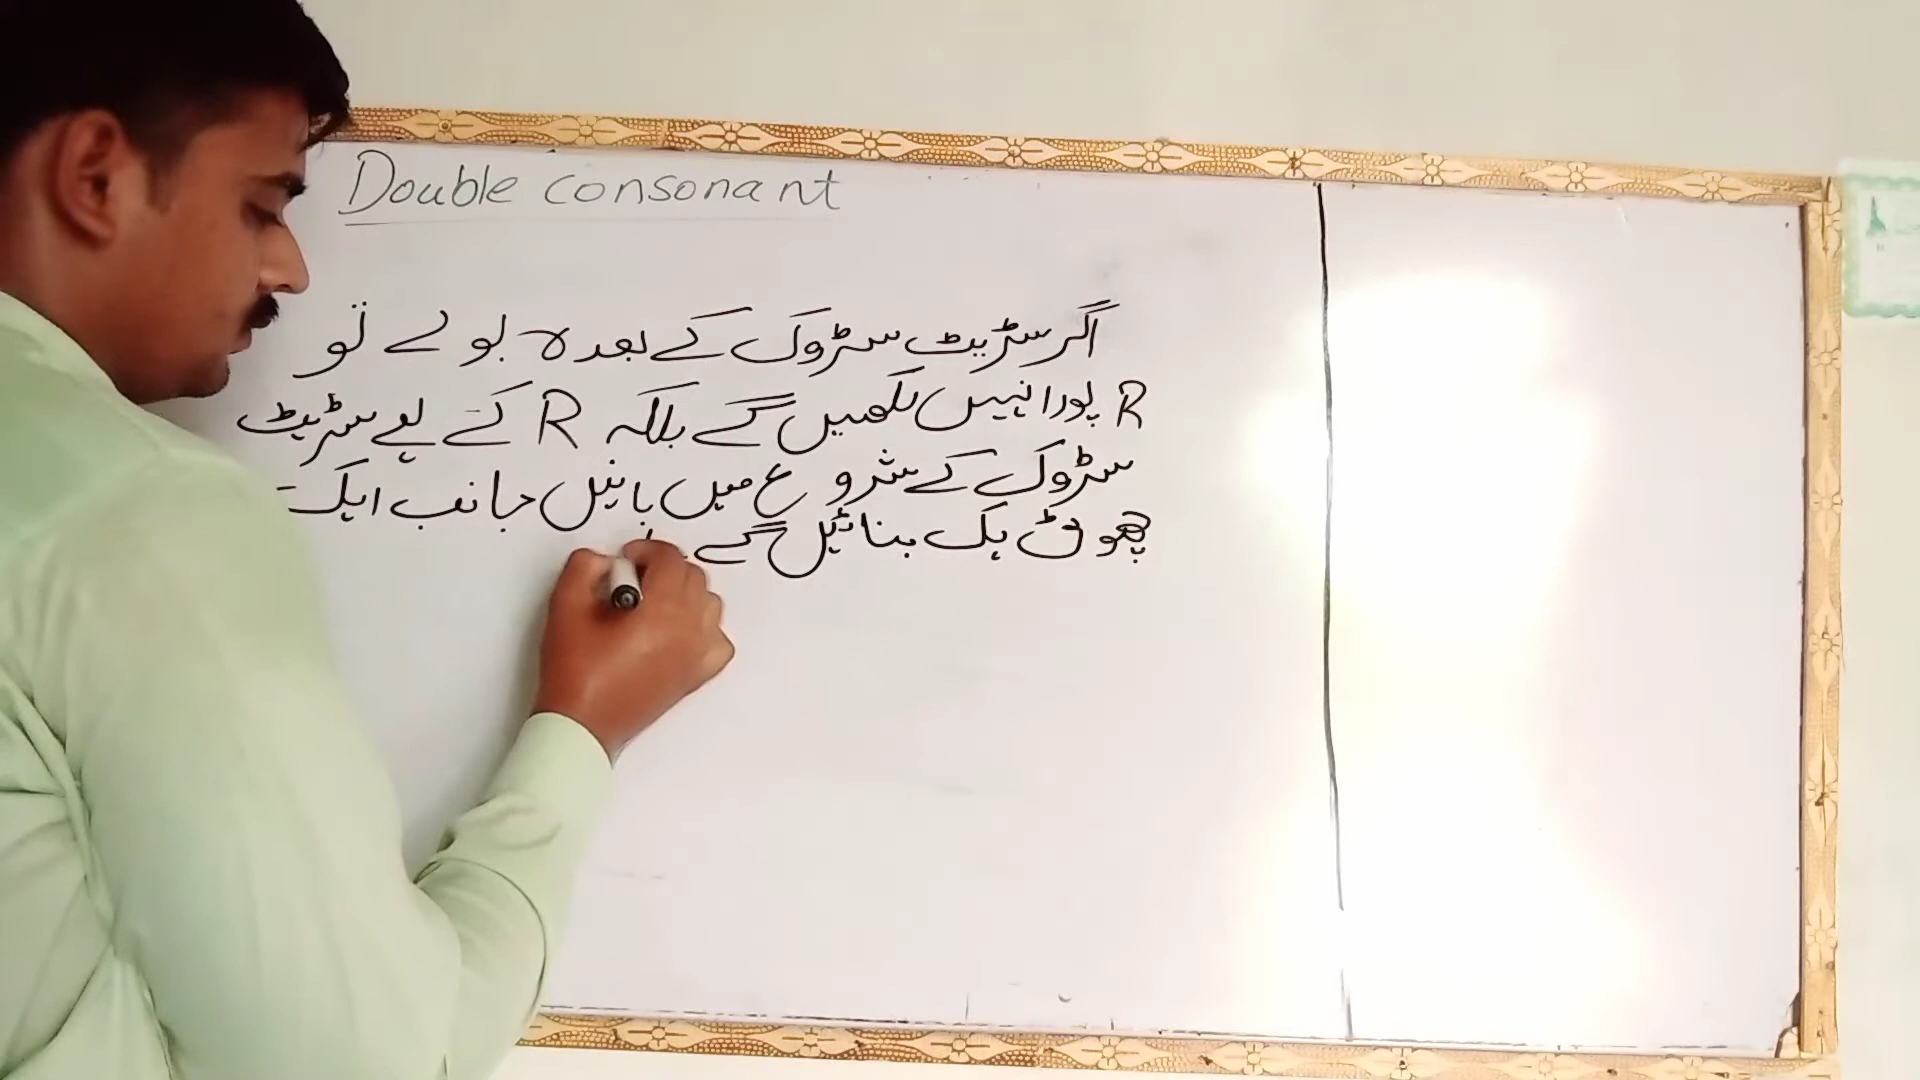 Double consonant
اگر سٹریٹ سٹروک کے بعد r بولے تو
R پورا نہیں لکھیں گے بلکہ R کے لیے سٹریٹ
سٹروک کے شروع میں بائیں جانب ایک
چھوٹی ہک بنائیں گے۔